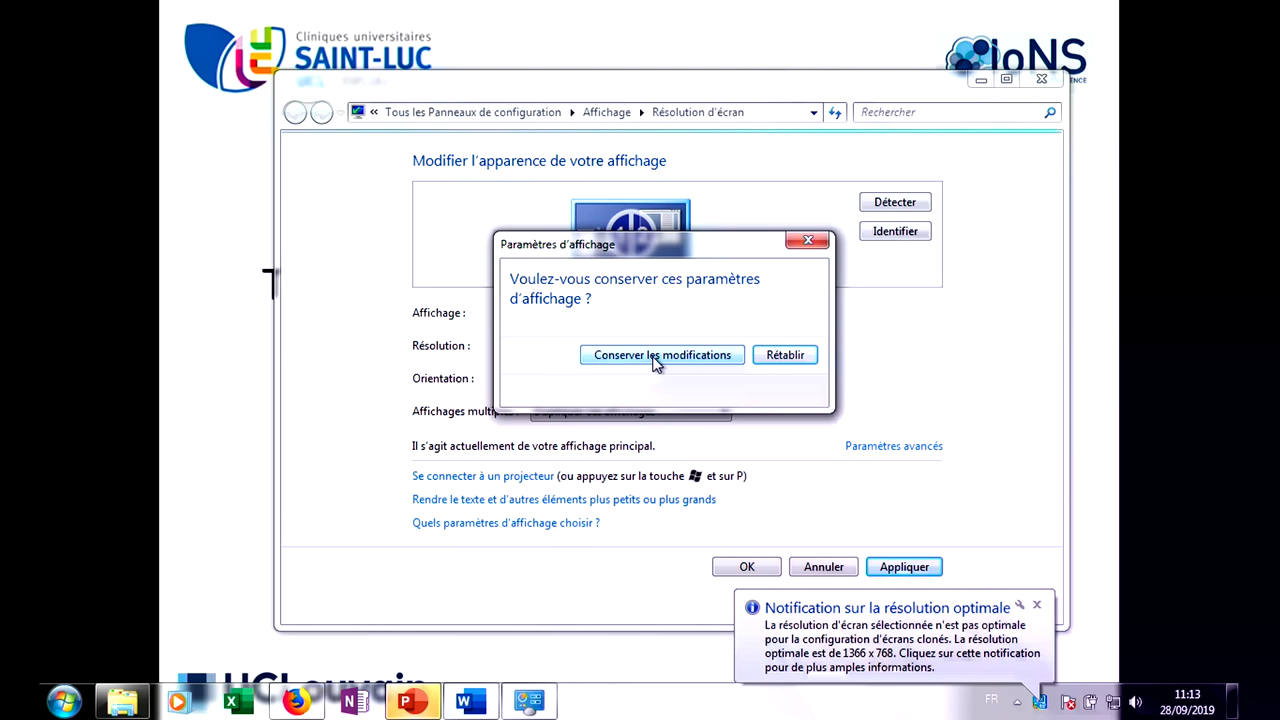 Cliniques universitaires
SAINT-LUC
IoNS
« Tous les Panneaux de configuration Affichage Résolution d'écran
Rechercher
Modifier l'apparence de votre affichage
Détecter
Identifier
Paramètres d'affichage
Voulez-vous conserver ces paramètres
d'affichage ?
Conserver les modifications
Rétablir
Affichage :
Résolution :
Orientation :
Affichages
Il s'agit actuellement de votre affichage principal.
Paramètres avancés
Se connecter à un projecteur (ou appuyez sur la touche et sur P)
Rendre le texte et d'autres éléments plus petits ou plus grands
Quels paramètres d'affichage choisir ?
OK
Annuler
Appliquer
Notification sur la résolution optimale
La résolution d'écran sélectionnée n'est pas optimale
pour la configuration d'écrans clonés. La résolution
optimale est de 1366 x 768. Cliquez sur cette notification
pour de plus amples informations.
UCLouvain
FR
11:13
28/09/2019